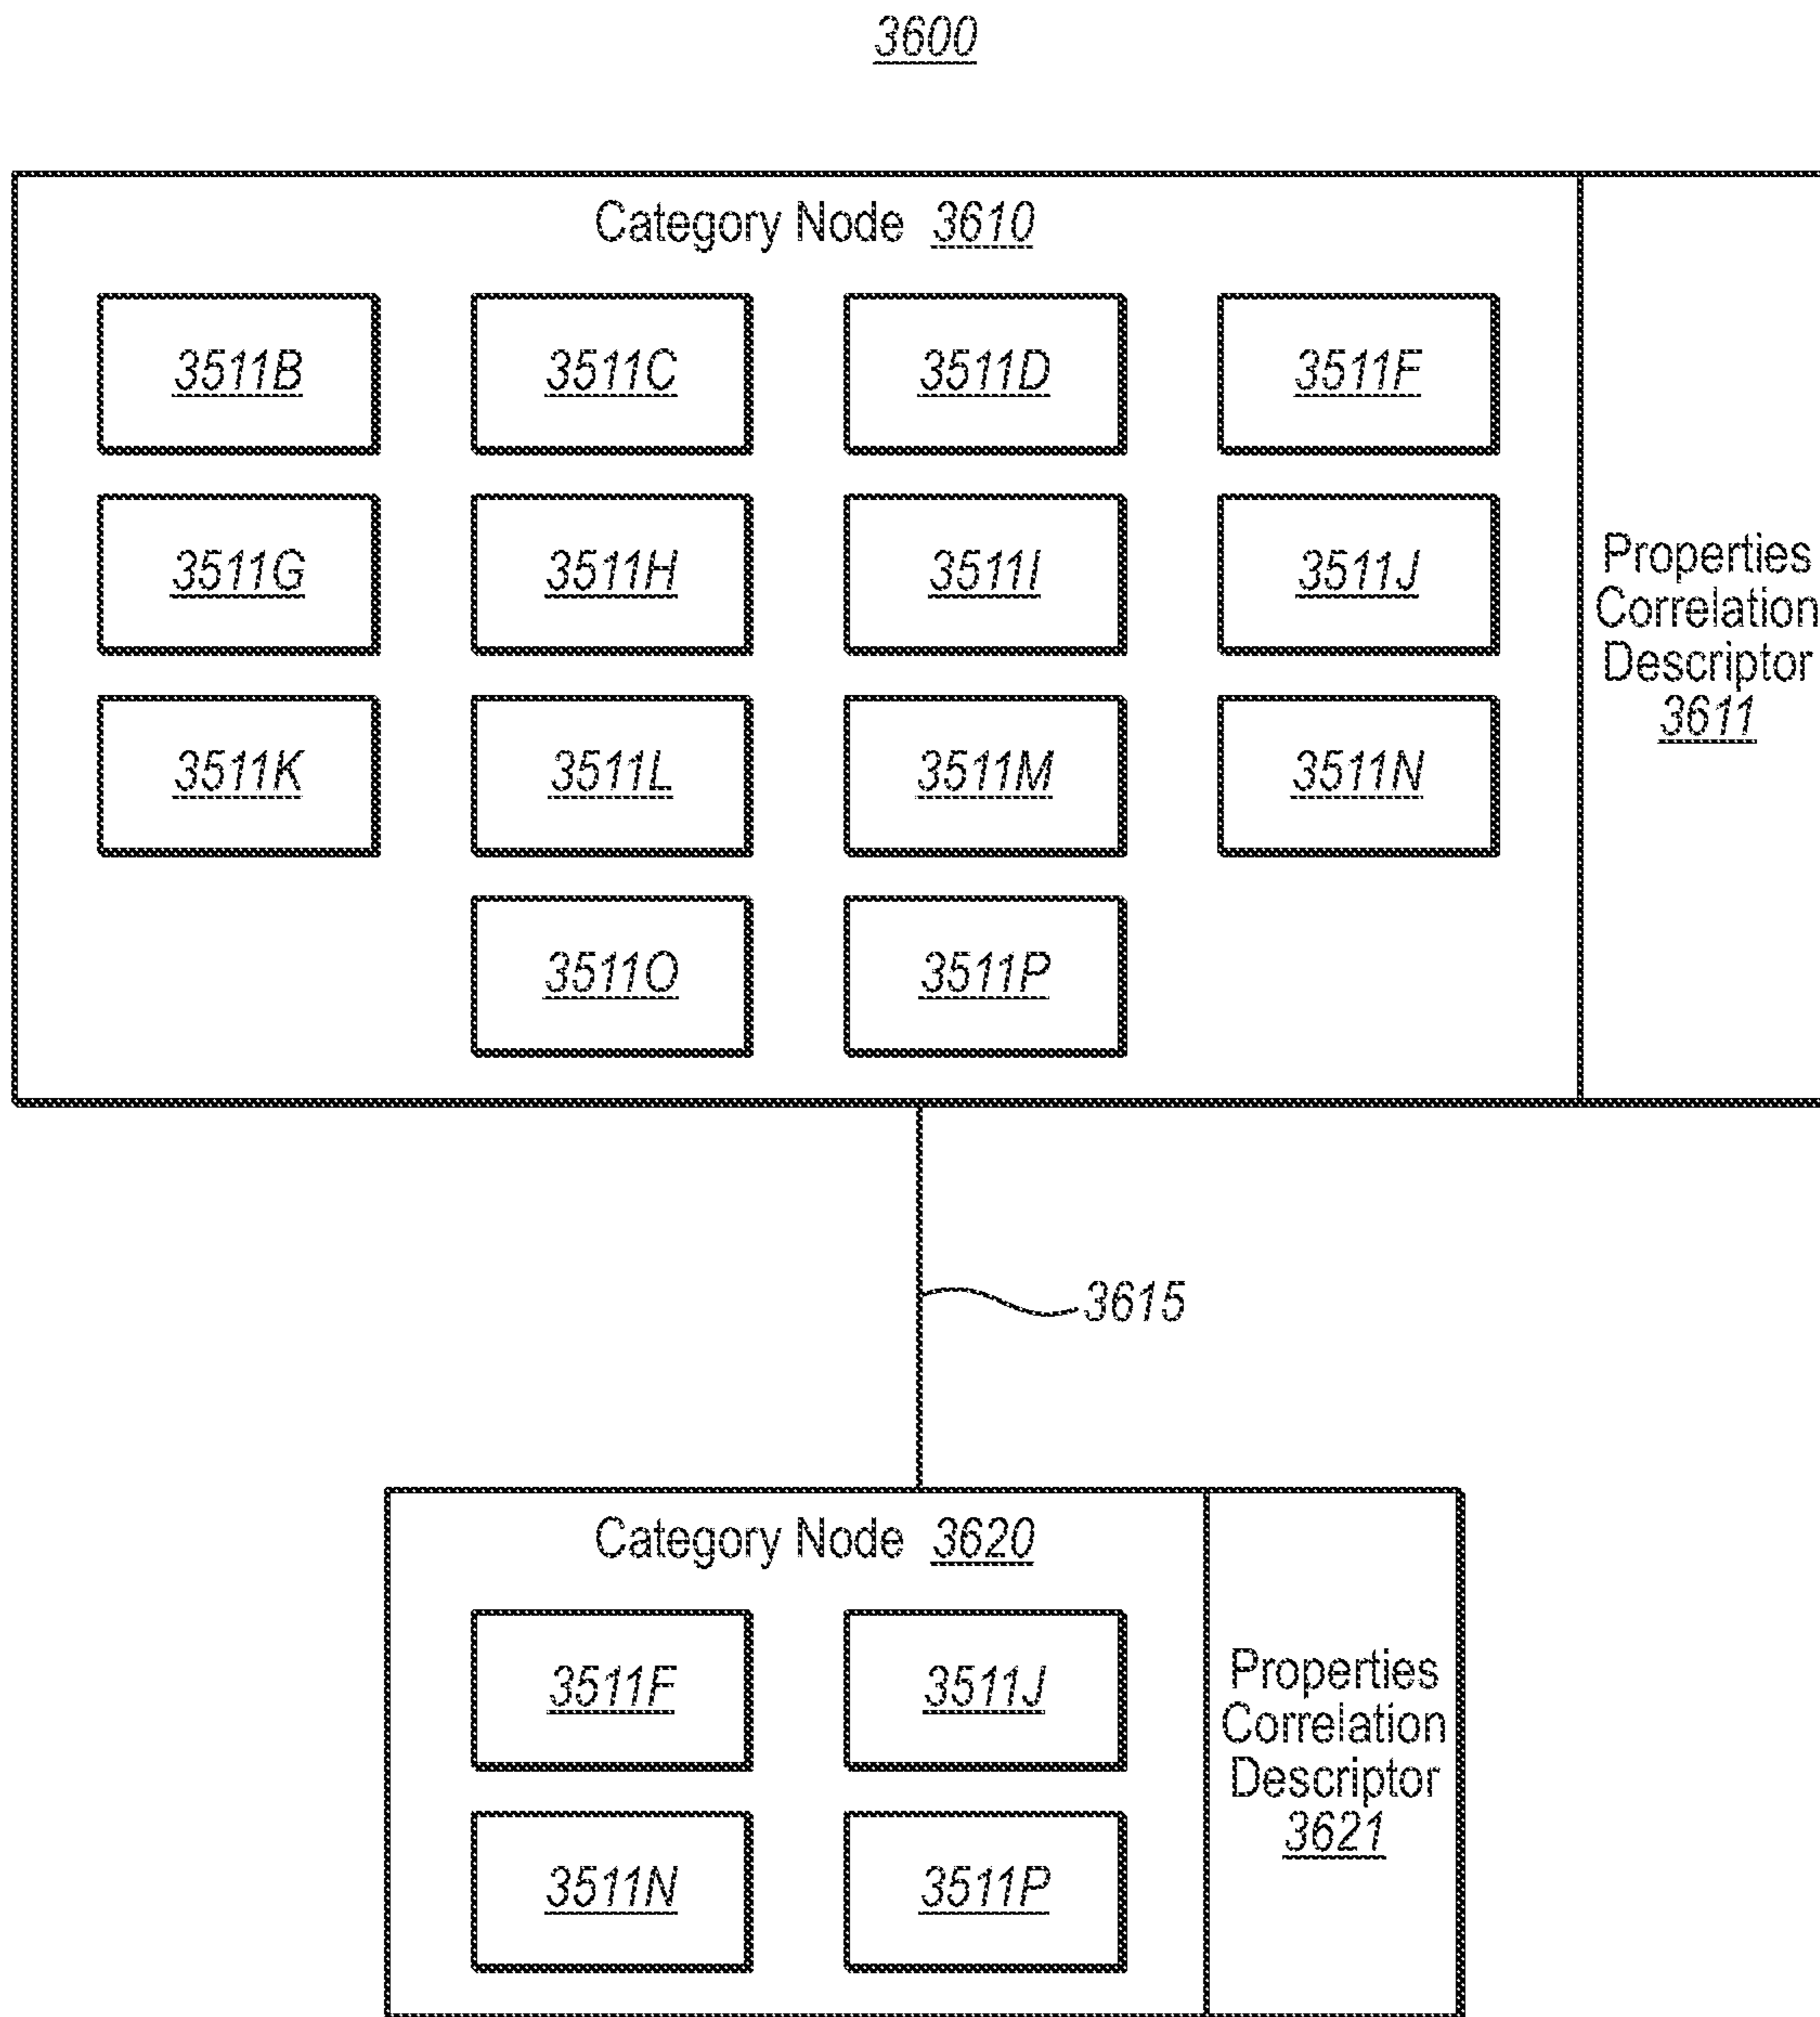 3600
Category Node 3610
3511B 3511C 3511D 3511F
3511G 3511H 3511I 3511J
3511K 3511L 3511M 3511N
3511O 3511P
Properties
Correlation
Descriptor
3611
3615
Category Node 3620
3511F 3511J
3511N 3511P
Properties
Correlation
Descriptor
3621